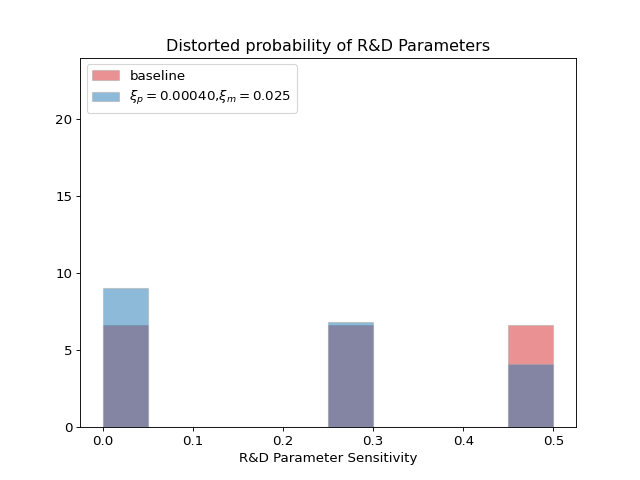 Distorted probability of R&D Parameters
baseline
ξp = 0.00040,ξm = 0.025
20
15
10
5
0
0.0 0.1 0.2 0.3 0.4 0.5
R&D Parameter Sensitivity